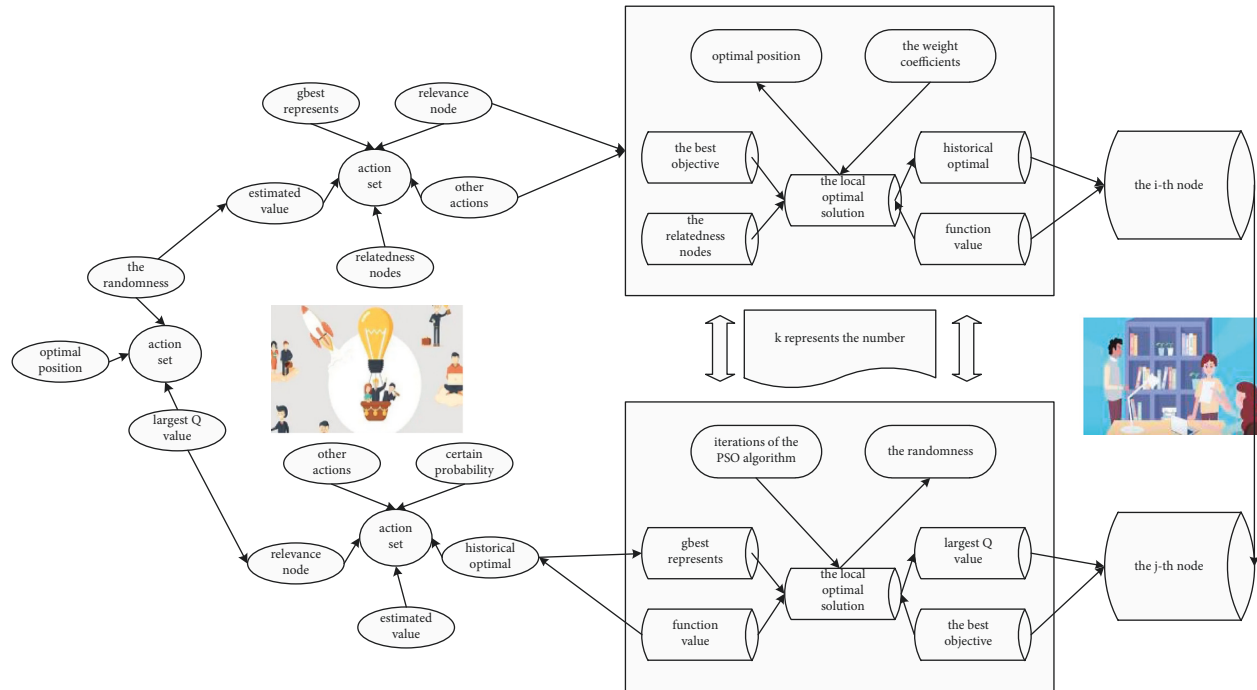 optimal position
the weight
coefficients
gbest
represents
relevance
node
the best
objective
historical
optimal
action
set
the local
optimal
solution
the i-th node
estimated
value
other
actions
the
relatedness
nodes
function
value
relatedness
nodes
the
randomness
k represents the number
optimal
position
action
set
largest Q
value
other
actions
certain
probability
iterations of the
PSO algorithm
the randomness
action
set
gbest
represents
largest Q
value
relevance
node
historical
optimal
the local
optimal
solution
the j-th node
estimated
value
function
value
the best
objective